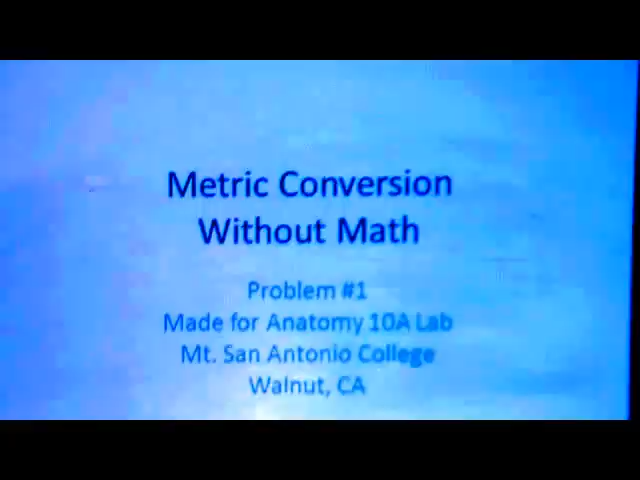 Metric Conversion
Without Math
Problem #1
Made for Anatomy 10A Lab
Mt. San Antonio College
Walnut, CA